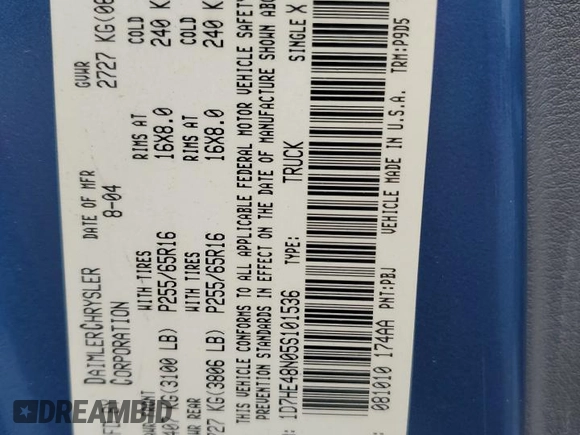 DAIMLERCHRYSLER
CORPORATION
DATE OF MFR
8-04
GVWR
2727 KG(
WITH TIRES
RIMS AT
COLD
KG(3100 LB) P255/65R16
16X8.0
240 K
REAR
WITH TIRES
RIMS AT
COLD
KG(3806 LB) P255/65R16
16X8.0
240 K
THIS VEHICLE CONFORMS TO ALL APPLICABLE FEDERAL MOTOR VEHICLE SAFETY
PREVENTION STANDARDS IN EFFECT ON THE DATE OF MANUFACTURE SHOWN
1D7HE48N05S101536
TYPE:
TRUCK
SINGLE X
081010 174AA
PNT:PBJ
VEHICLE MADE IN U.S.A.
TRM:P9D5
DREAMBID